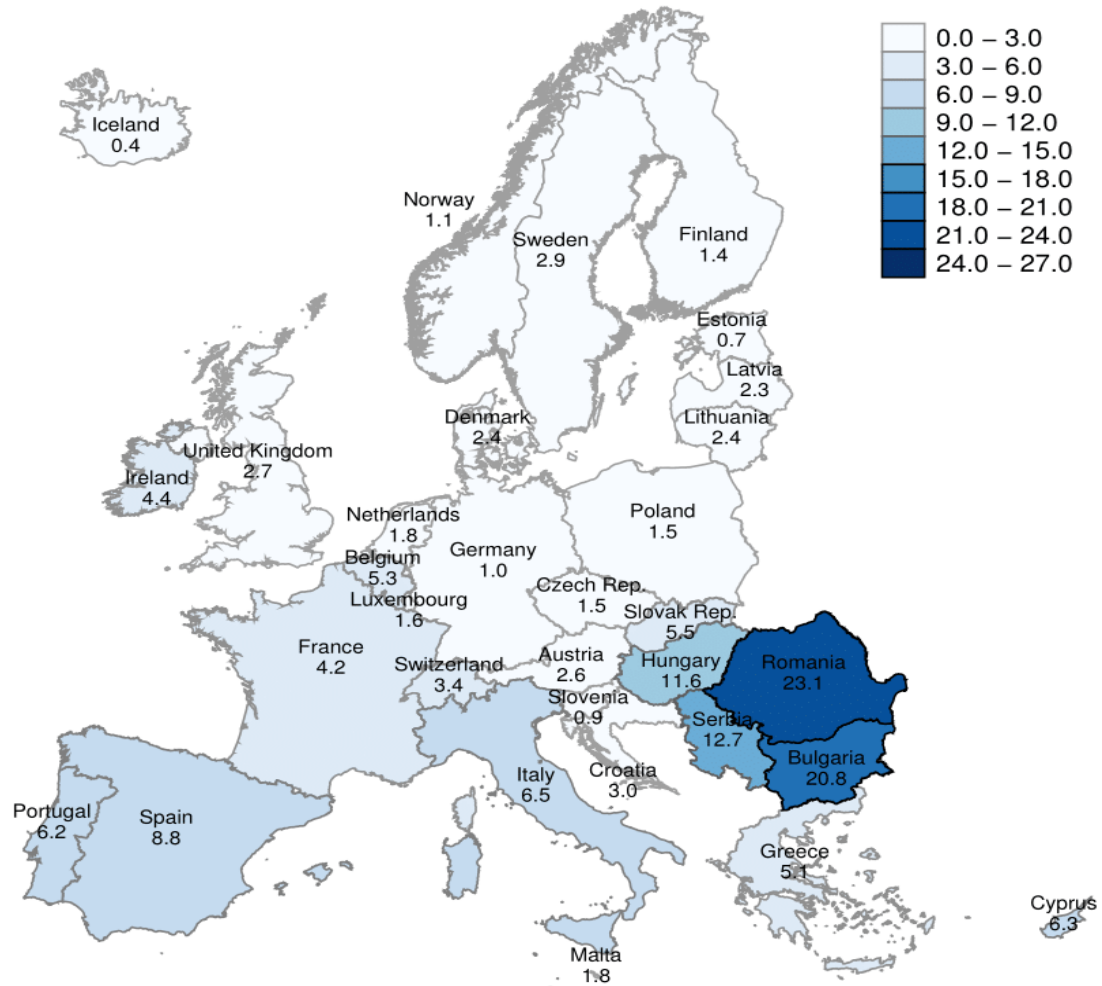 0.0 – 3.0
3.0 – 6.0
6.0 – 9.0
9.0 – 12.0
12.0 – 15.0
15.0 – 18.0
18.0 – 21.0
21.0 – 24.0
24.0 – 27.0
Iceland
0.4
Norway
1.1
Sweden
2.9
Finland
1.4
Estonia
0.7
Latvia
2.3
Lithuania
2.4
Denmark
2.4
United Kingdom
2.7
Ireland
4.4
Netherlands
1.8
Belgium
5.3
Luxembourg
1.6
Germany
1.0
Poland
1.5
Czech Rep.
1.5
Slovak Rep.
5.5
France
4.2
Switzerland
3.4
Austria
2.6
Hungary
11.6
Romania
23.1
Slovenia
0.9
Serbia
12.7
Bulgaria
20.8
Croatia
3.0
Italy
6.5
Portugal
6.2
Spain
8.8
Greece
5.1
Cyprus
6.3
Malta
1.8